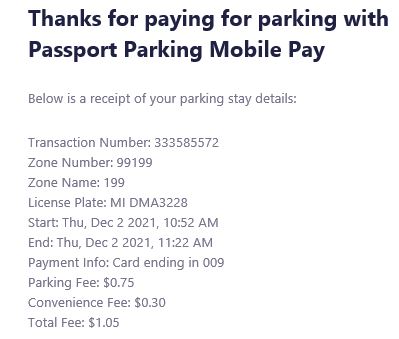 Thanks for paying for parking with
Passport Parking Mobile Pay
Below is a receipt of your parking stay details:
Transaction Number: 333585572
Zone Number: 99199
Zone Name: 199
License Plate: MI DMA3228
Start: Thu, Dec 2 2021, 10:52 AM
End: Thu, Dec 2 2021, 11:22 AM
Payment Info: Card ending in 009
Parking Fee: $0.75
Convenience Fee: $0.30
Total Fee: $1.05